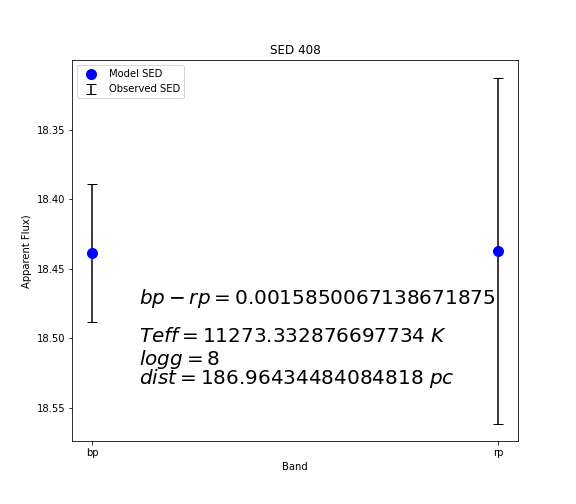 SED 408
Model SED
Observed SED
18.35
18.40
18.45
18.50
18.55
Apparent Flux)
bp − rp = 0.0015850067138671875
Teff = 11273.332876697734 K
logg = 8
dist = 186.96434484084818 pc
bp
rp
Band